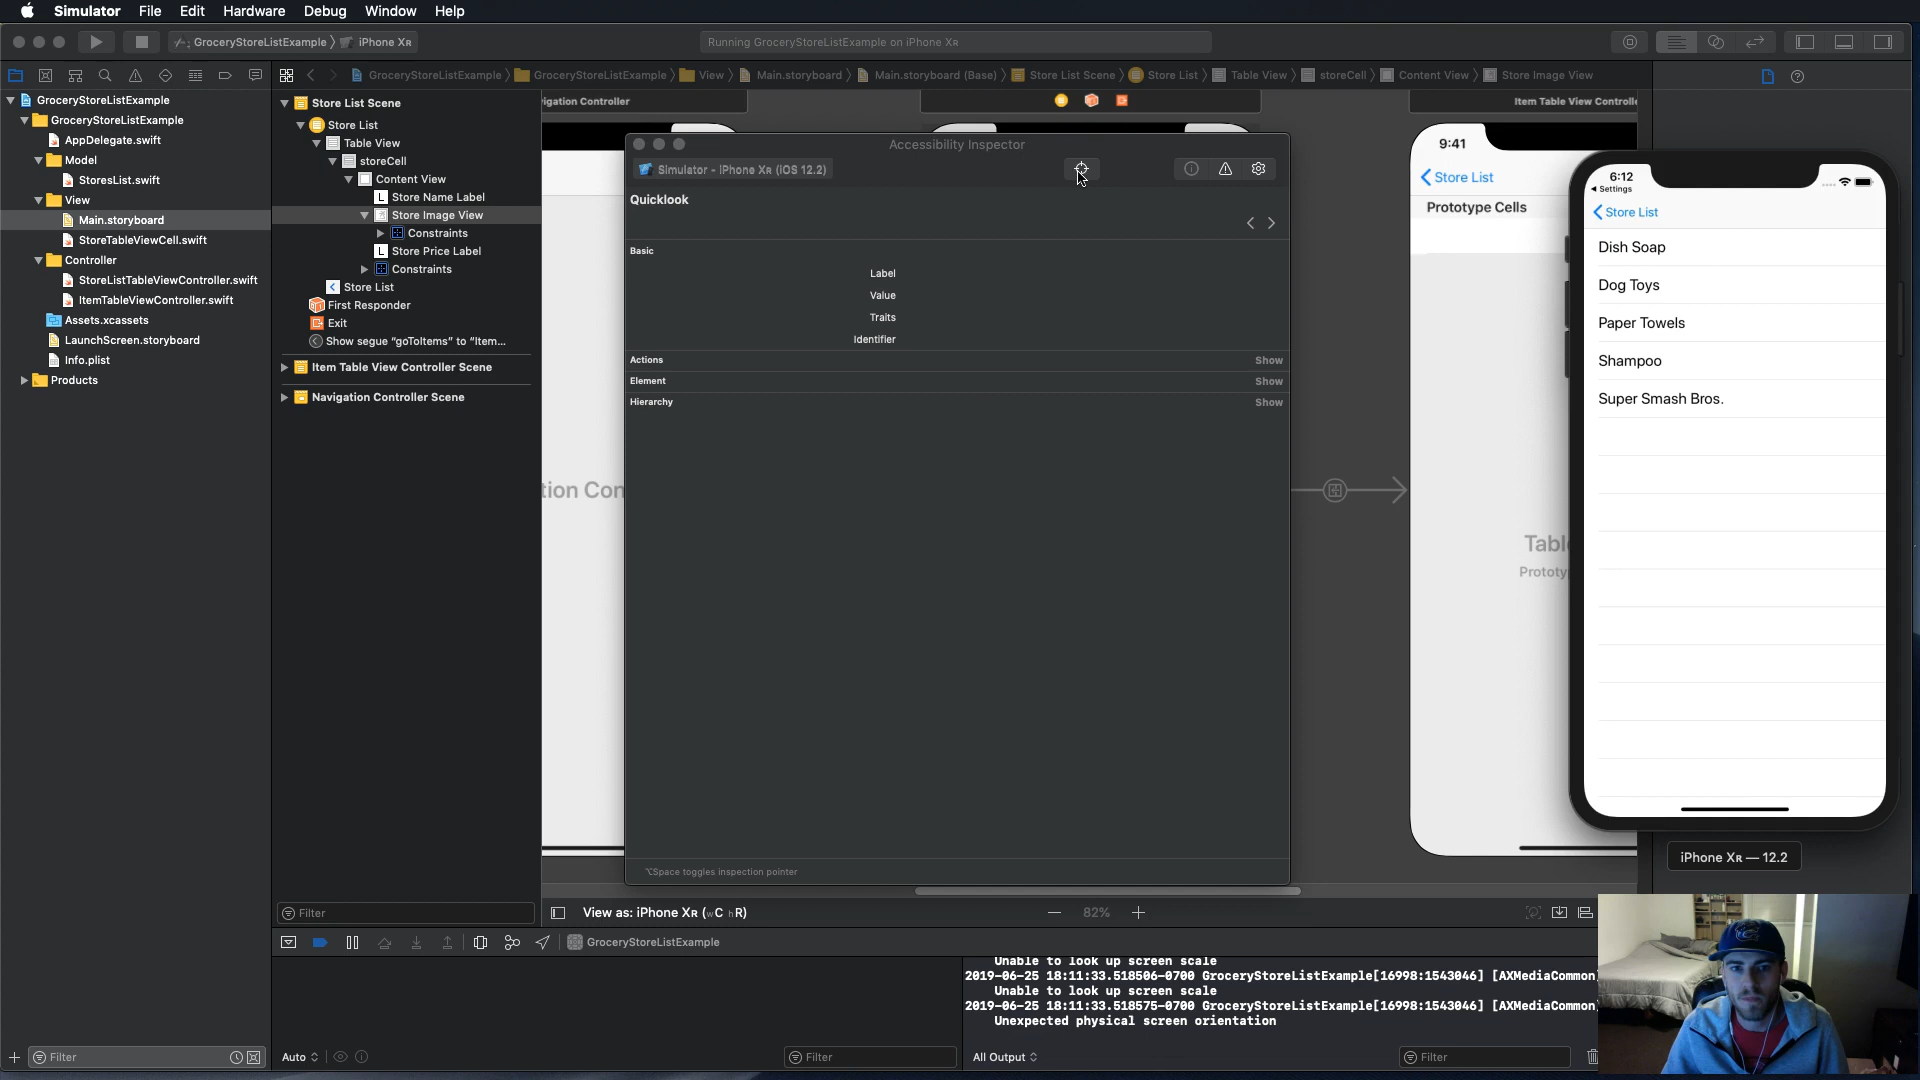 Simulator File Edit Hardware Debug Window Help
GroceryStoreListExample iPhone XR
Running GroceryStoreListExample on iPhone XR
GroceryStoreListExample GroceryStoreListExample View Main.storyboard Main.storyboard (Base) Store List Scene Store List Table View storeCell Content View Store Image View
GroceryStoreListExample
GroceryStoreListExample
AppDelegate.swift
Model
StoresList.swift
View
Main.storyboard
StoreTableViewCell.swift
Controller
StoreListTableViewController.swift
ItemTableViewController.swift
Assets.xcassets
LaunchScreen.storyboard
Info.plist
Products
Filter
Store List Scene
Store List
Table View
storeCell
Content View
Store Name Label
Store Image View
Constraints
Store Price Label
Constraints
Store List
First Responder
Exit
Show segue "goToItems" to "Item...
Item Table View Controller Scene
Navigation Controller Scene
Filter
vigation Controller
tion Con
Accessibility Inspector
Simulator - iPhone XR (iOS 12.2)
Quicklook
Basic
Label
Value
Traits
Identifier
Actions Show
Element Show
Hierarchy Show
⌥Space toggles inspection pointer
Item Table View Controlle
9:41
Store List
Prototype Cells
Tabl
Prototy
6:12
Settings
Store List
Dish Soap
Dog Toys
Paper Towels
Shampoo
Super Smash Bros.
iPhone XR — 12.2
View as: iPhone XR (wC hR)
82%
GroceryStoreListExample
Unable to look up screen scale
2019-06-25 18:11:33.518506-0700 GroceryStoreListExample[16998:1543046] [AXMediaCommon]
Unable to look up screen scale
2019-06-25 18:11:33.518575-0700 GroceryStoreListExample[16998:1543046] [AXMediaCommon]
Unexpected physical screen orientation
Auto
Filter
All Output
Filter